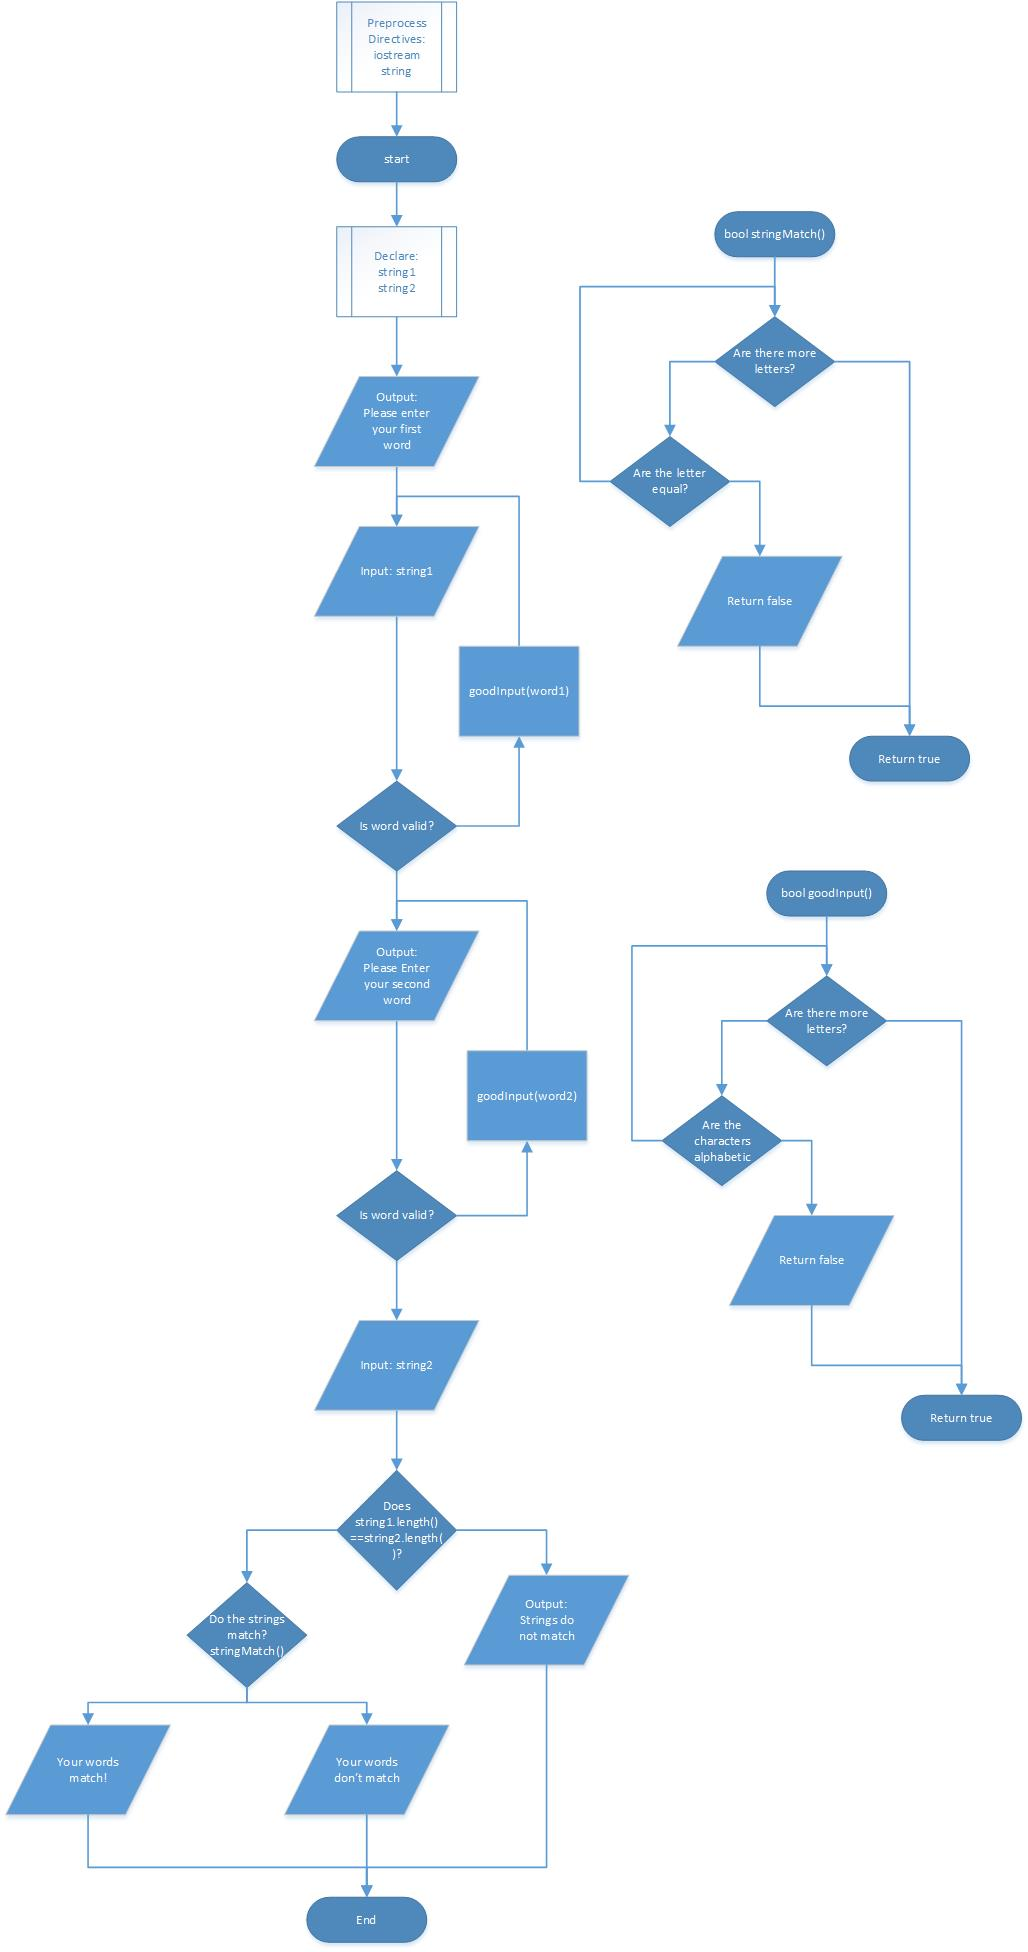 Preprocess
Directives:
iostream
string
start
Declare:
string1
string2
Output:
Please enter
your first
word
Input: string1
goodInput(word1)
Is word valid?
Output:
Please Enter
your second
word
goodInput(word2)
Is word valid?
Input: string2
Does
string1.length()
==string2.length(
)?
Do the strings
match?
stringMatch()
Output:
Strings do
not match
Your words
match!
Your words
don't match
End
bool stringMatch()
Are there more
letters?
Are the letter
equal?
Return false
Return true
bool goodInput()
Are there more
letters?
Are the
characters
alphabetic
Return false
Return true